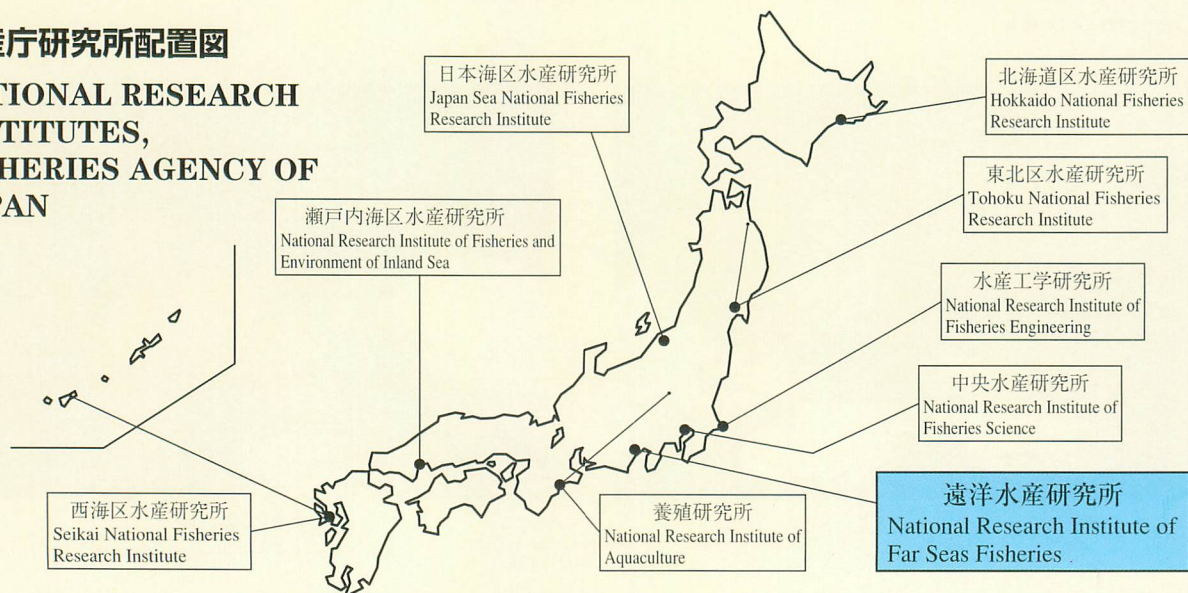 産庁研究所配置図
TIONAL RESEARCH
TITUTES,
HERIES AGENCY OF
PAN
日本海区水産研究所
Japan Sea National Fisheries
Research Institute
北海道区水産研究所
Hokkaido National Fisheries
Research Institute
瀬戸内海区水産研究所
National Research Institute of Fisheries and
Environment of Inland Sea
東北区水産研究所
Tohoku National Fisheries
Research Institute
水産工学研究所
National Research Institute of
Fisheries Engineering
中央水産研究所
National Research Institute of
Fisheries Science
西海区水産研究所
Seikai National Fisheries
Research Institute
養殖研究所
National Research Institute of
Aquaculture
遠洋水産研究所
National Research Institute of
Far Seas Fisheries